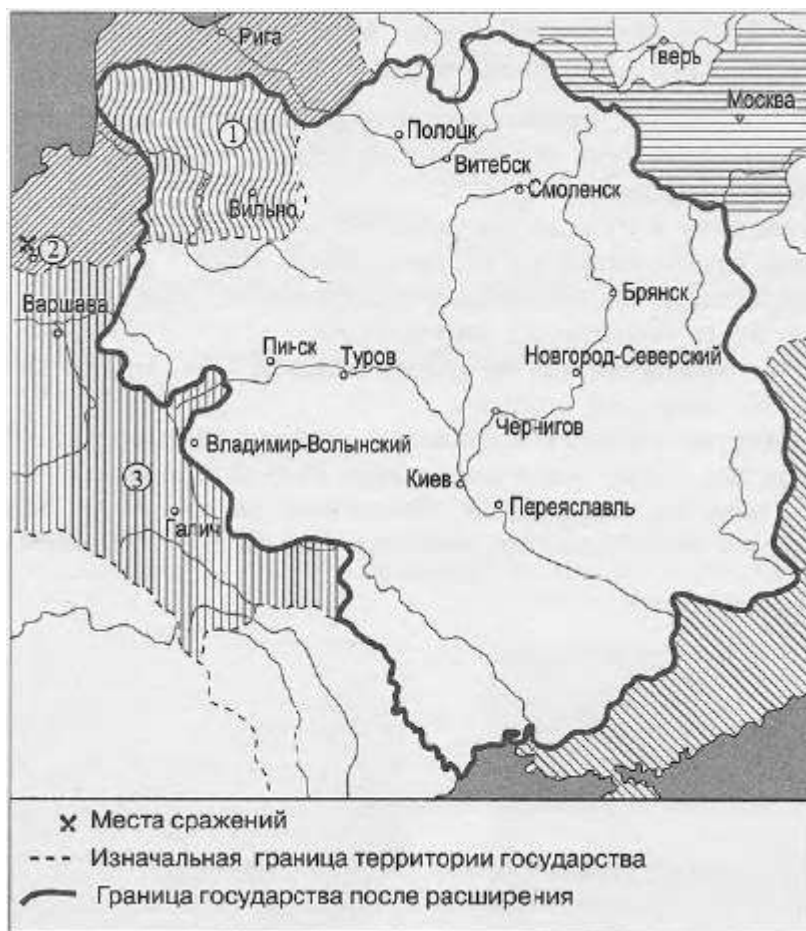 Рига
Тверь
Москва
①
Полоцк
Витебск
Смоленск
Вильно
②
Варшава
Брянск
Пинск
Туров
Новгород-Северский
Чернигов
Владимир-Волынский
Киев
③
Переяславль
Галич
Места сражений
Изначальная граница территории государства
Граница государства после расширения